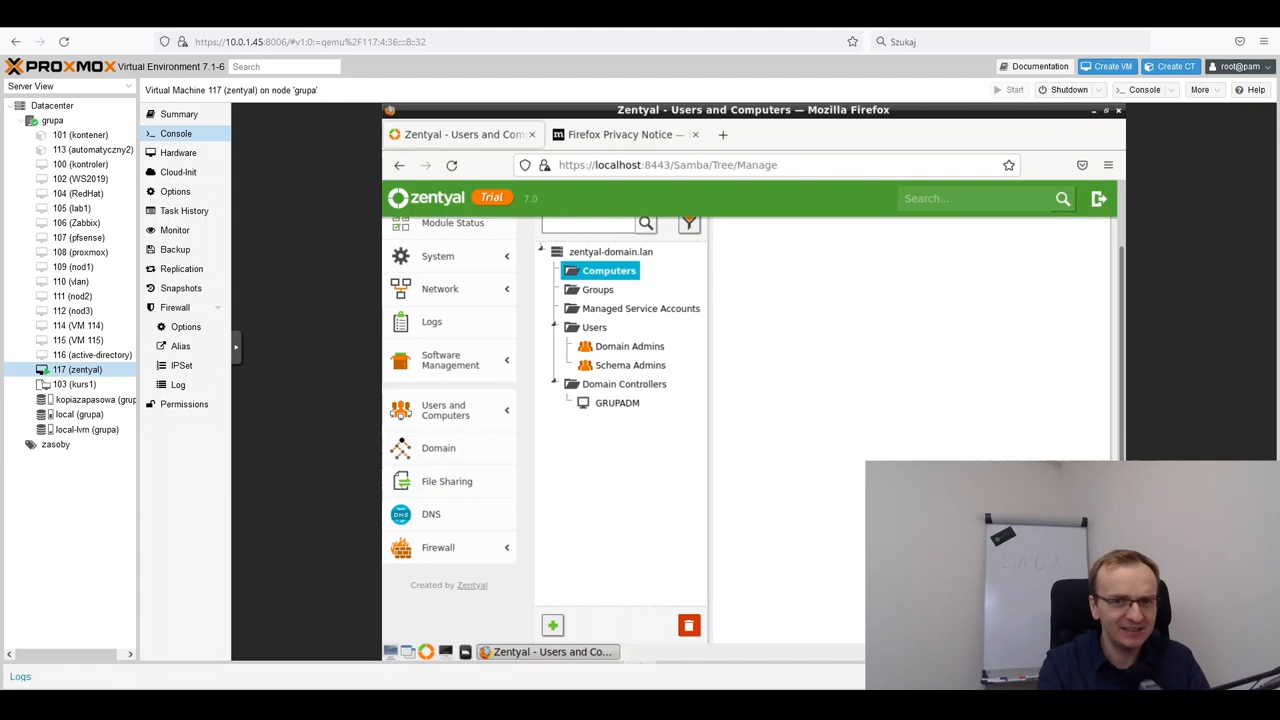 https://10.0.1.45:8006/#v1:0:=qemu%2F117:4:36::::8::32
Szukaj
PROXMOX Virtual Environment 7.1-6
Search
Documentation
Create VM
Create CT
root@pam
Server View
Virtual Machine 117 (zentyal) on node 'grupa'
Start
Shutdown
Console
More
Help
Datacenter
grupa
101 (kontener)
113 (automatyczny2)
100 (kontroler)
102 (WS2019)
104 (RedHat)
105 (lab1)
106 (Zabbix)
107 (pfsense)
108 (proxmox)
109 (nod1)
110 (vlan)
111 (nod2)
112 (nod3)
114 (VM 114)
115 (VM 115)
116 (active-directory)
117 (zentyal)
103 (kurs1)
kopiazapasowa (grup
local (grupa)
local-lvm (grupa)
zasoby
Summary
Console
Hardware
Cloud-Init
Options
Task History
Monitor
Backup
Replication
Snapshots
Firewall
Options
Alias
IPSet
Log
Permissions
Zentyal - Users and Computers — Mozilla Firefox
Zentyal - Users and Com
Firefox Privacy Notice —
https://localhost:8443/Samba/Tree/Manage
zentyal Trial 7.0
Search...
Module Status
System
Network
Logs
Software
Management
Users and
Computers
Domain
File Sharing
DNS
DNS
Firewall
Created by Zentyal
zentyal-domain.lan
Computers
Groups
Managed Service Accounts
Users
Domain Admins
Schema Admins
Domain Controllers
GRUPADM
LINUX
Zentyal - Users and Co...
Logs